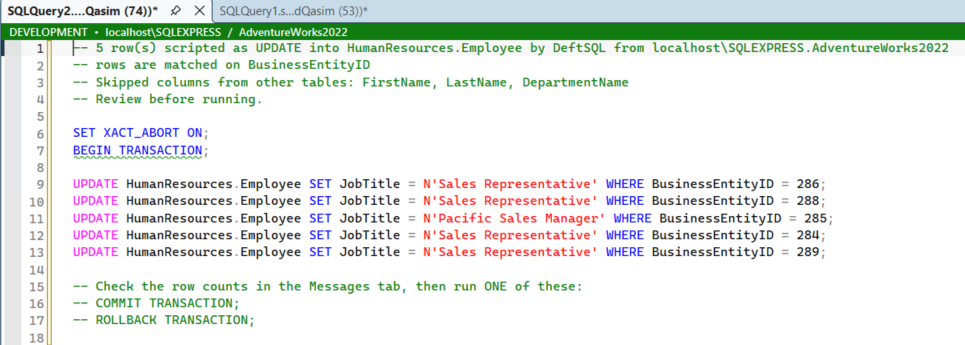 SQLQuery2....Qasim (74))*
SQLQuery1.s...dQasim (53))*
DEVELOPMENT • localhost\SQLEXPRESS / AdventureWorks2022
1 -- 5 row(s) scripted as UPDATE into HumanResources.Employee by DeftSQL from localhost\SQLEXPRESS.AdventureWorks2022
2 -- rows are matched on BusinessEntityID
3 -- Skipped columns from other tables: FirstName, LastName, DepartmentName
4 -- Review before running.
5
6 SET XACT_ABORT ON;
7 BEGIN TRANSACTION;
8
9 UPDATE HumanResources.Employee SET JobTitle = N'Sales Representative' WHERE BusinessEntityID = 286;
10 UPDATE HumanResources.Employee SET JobTitle = N'Sales Representative' WHERE BusinessEntityID = 288;
11 UPDATE HumanResources.Employee SET JobTitle = N'Pacific Sales Manager' WHERE BusinessEntityID = 285;
12 UPDATE HumanResources.Employee SET JobTitle = N'Sales Representative' WHERE BusinessEntityID = 284;
13 UPDATE HumanResources.Employee SET JobTitle = N'Sales Representative' WHERE BusinessEntityID = 289;
14
15 -- Check the row counts in the Messages tab, then run ONE of these:
16 -- COMMIT TRANSACTION;
17 -- ROLLBACK TRANSACTION;
18